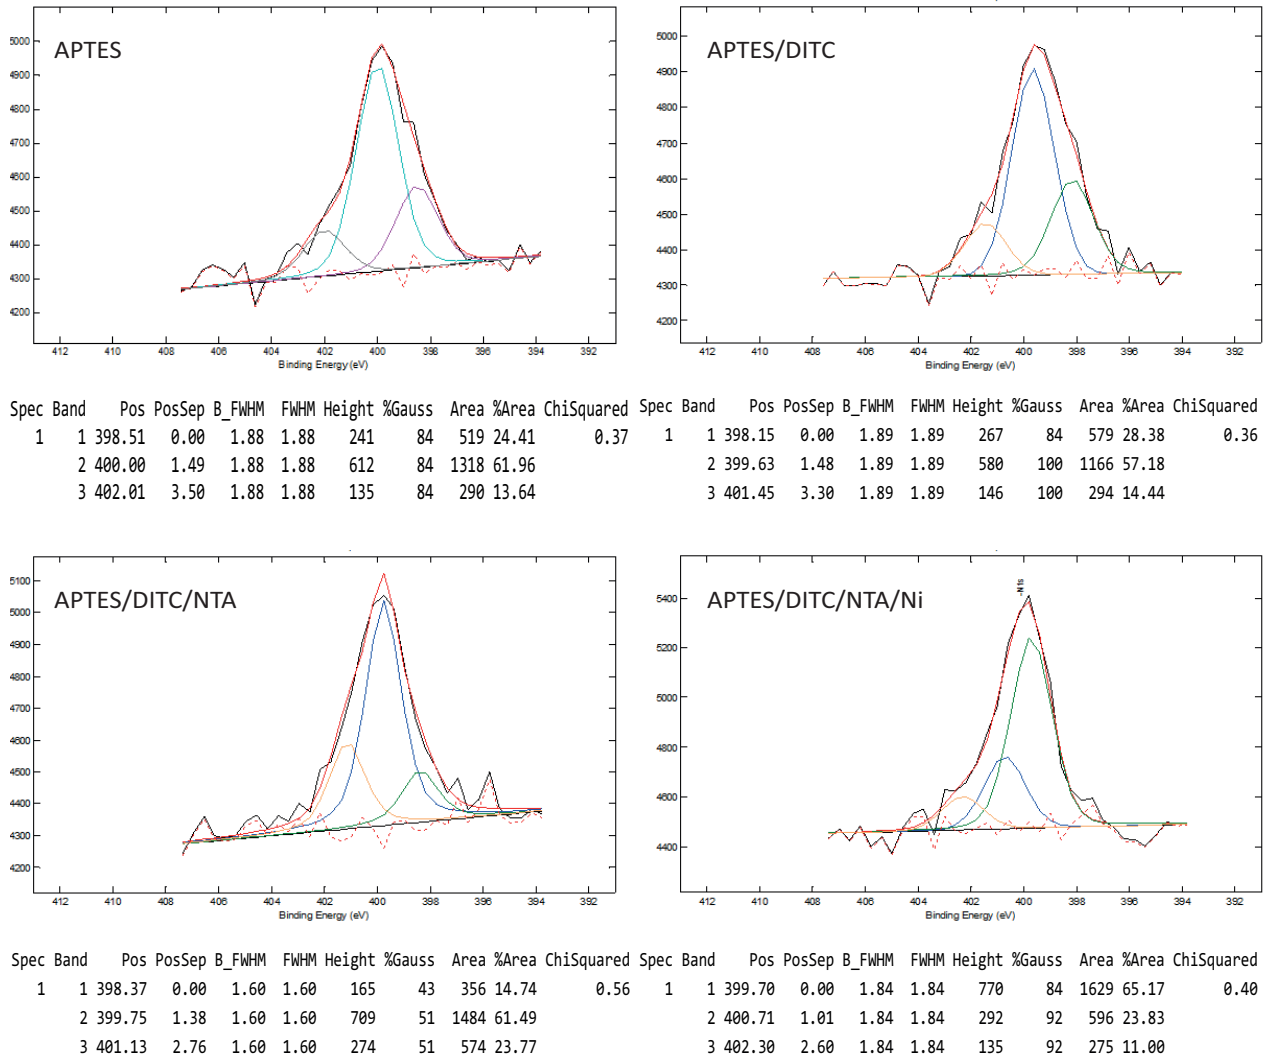 APTES
5000
4900
4800
4700
4600
4500
4400
4300
4200
412 410 408 406 404 402 400 398 396 394 392
Binding Energy (eV)
Spec Band Pos PosSep B_FWHM FWHM Height %Gauss Area %Area ChiSquared
1 1 398.51 0.00 1.88 1.88 241 84 519 24.41 0.37
2 400.00 1.49 1.88 1.88 612 84 1318 61.96
3 402.01 3.50 1.88 1.88 135 84 290 13.64
APTES/DITC
5000
4900
4800
4700
4600
4500
4400
4300
4200
412 410 408 406 404 402 400 398 396 394 392
Binding Energy (eV)
Spec Band Pos PosSep B_FWHM FWHM Height %Gauss Area %Area ChiSquared
1 1 398.15 0.00 1.89 1.89 267 84 579 28.38 0.36
2 399.63 1.48 1.89 1.89 580 100 1166 57.18
3 401.45 3.30 1.89 1.89 146 100 294 14.44
APTES/DITC/NTA
5100
5000
4900
4800
4700
4600
4500
4400
4300
4200
412 410 408 406 404 402 400 398 396 394 392
Binding Energy (eV)
Spec Band Pos PosSep B_FWHM FWHM Height %Gauss Area %Area ChiSquared
1 1 398.37 0.00 1.60 1.60 165 43 356 14.74 0.56
2 399.75 1.38 1.60 1.60 709 51 1484 61.49
3 401.13 2.76 1.60 1.60 274 51 574 23.77
APTES/DITC/NTA/Ni
-N1s
5400
5200
5000
4800
4600
4400
412 410 408 406 404 402 400 398 396 394 392
Binding Energy (eV)
Spec Band Pos PosSep B_FWHM FWHM Height %Gauss Area %Area ChiSquared
1 1 399.70 0.00 1.84 1.84 770 84 1629 65.17 0.40
2 400.71 1.01 1.84 1.84 292 92 596 23.83
3 402.30 2.60 1.84 1.84 135 92 275 11.00